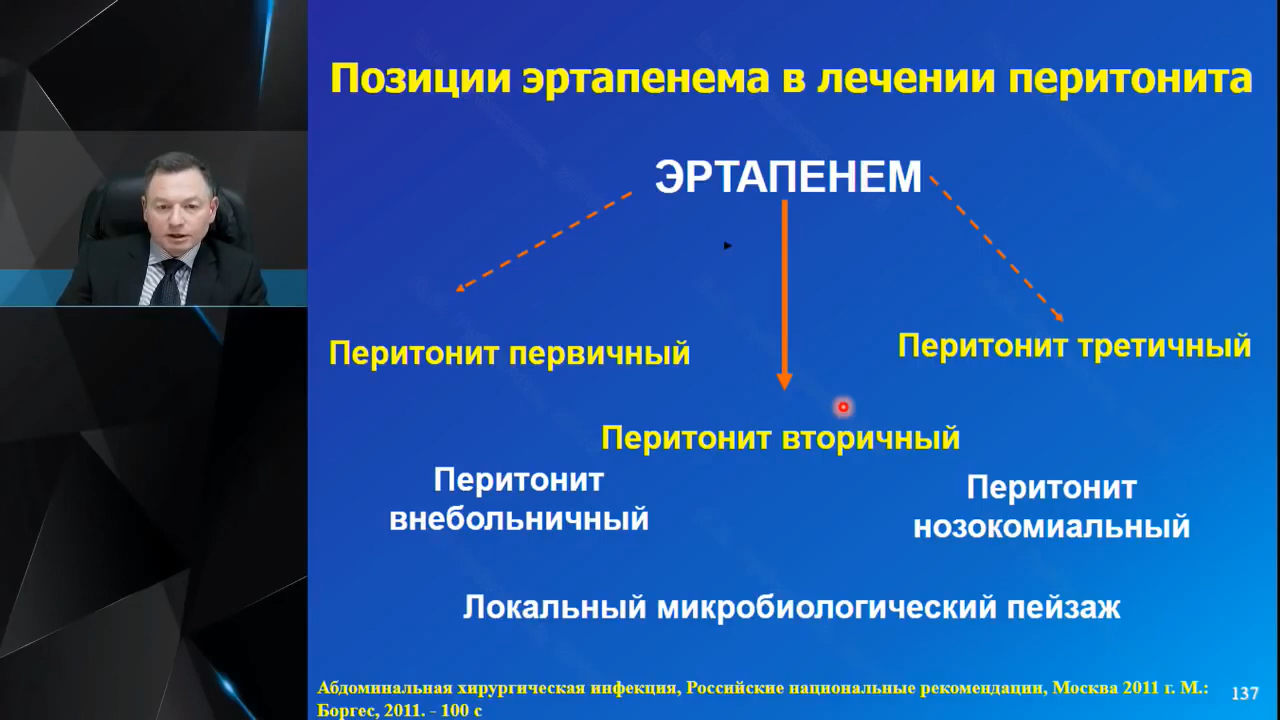 Позиции эртапенема в лечении перитонита
ЭРТАПЕНЕМ
Перитонит первичный
Перитонит третичный
Перитонит вторичный
Перитонит
внебольничный
Перитонит
нозокомиальный
Локальный микробиологический пейзаж
Абдоминальная хирургическая инфекция, Российские национальные рекомендации, Москва 2011 г. М.:
Боргес, 2011. - 100 с
137